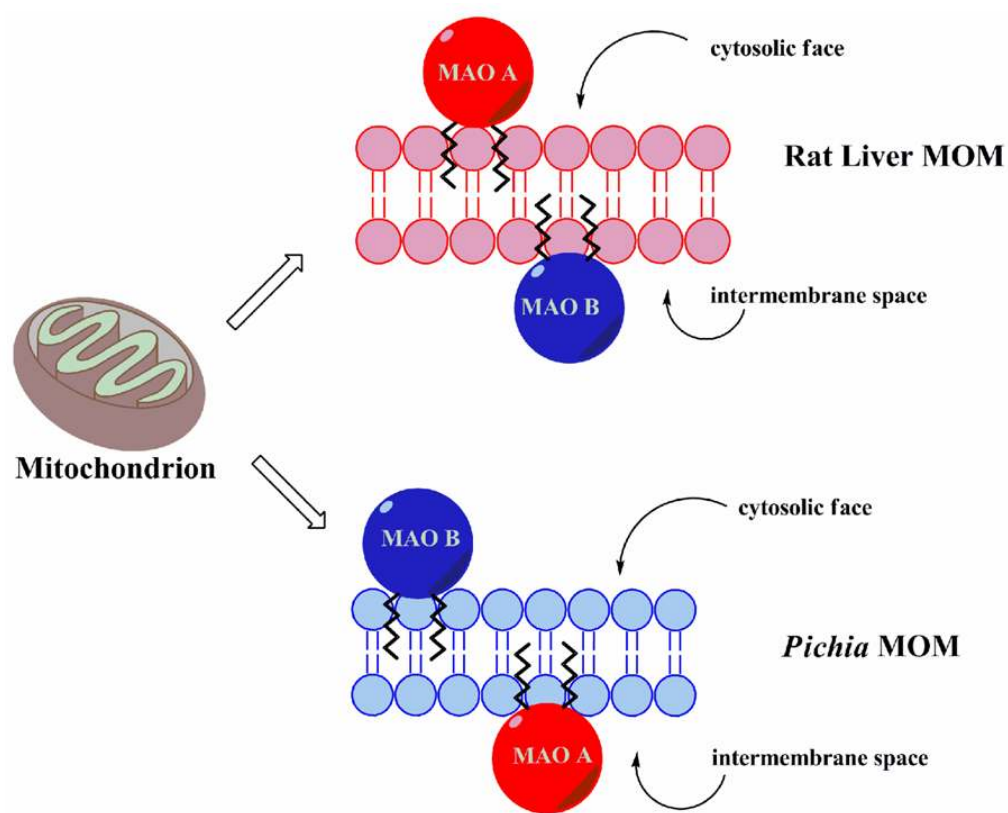 MAO A
cytosolic face
Rat Liver MOM
MAO B
intermembrane space
Mitochondrion
MAO B
cytosolic face
Pichia MOM
MAO A
intermembrane space